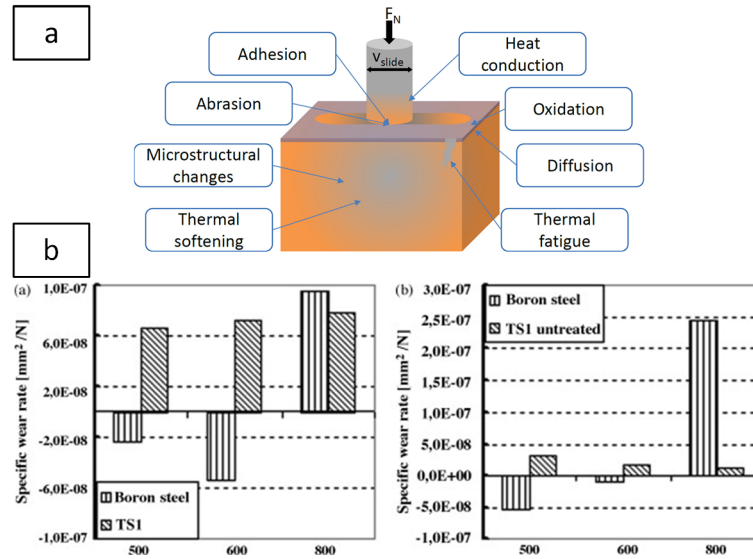 a
F_N
V_slide
Adhesion
Heat
conduction
Abrasion
Oxidation
Microstructural
changes
Diffusion
Thermal
softening
Thermal
fatigue
b
(a)
1,0E-07
6,0E-08
2,0E-08
-2,0E-08
-6,0E-08
-1,0E-07
Specific wear rate [mm² /N]
Boron steel
TS1
500 600 800
(b)
3,0E-07
2,5E-07
2,0E-07
1,5E-07
1,0E-07
5,0E-08
0,0E+00
-5,0E-08
-1,0E-07
Specific wear rate [mm² /N]
Boron steel
TS1 untreated
500 600 800